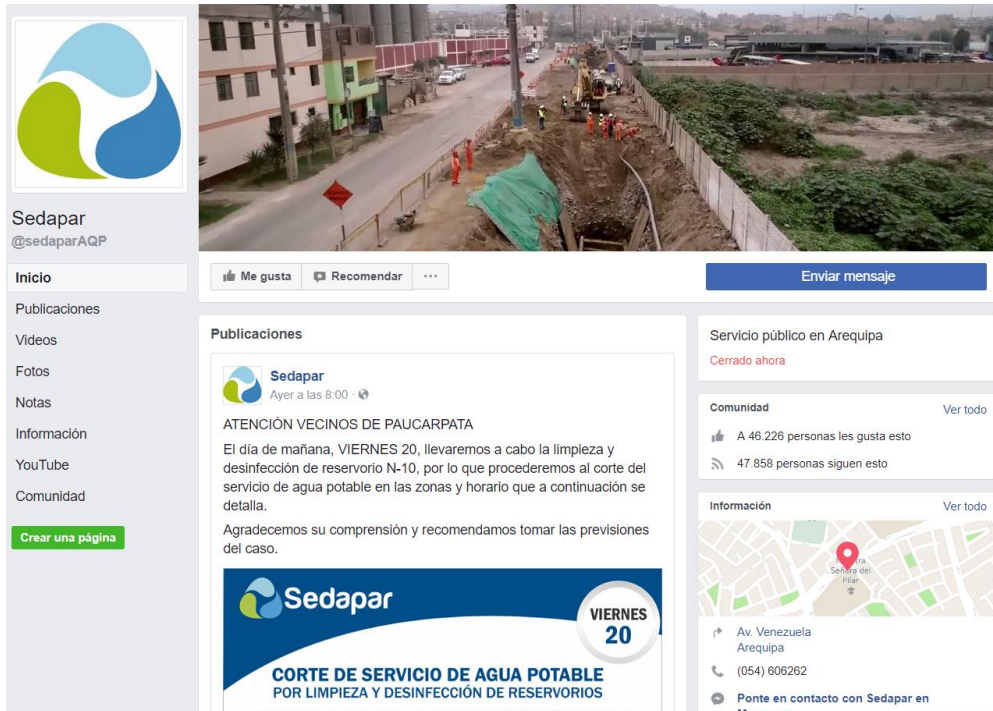 Sedapar
@sedaparAQP
Inicio
Publicaciones
Videos
Fotos
Notas
Información
YouTube
Comunidad
Crear una página
Me gusta
Recomendar
...
Enviar mensaje
Publicaciones
Sedapar
Ayer a las 8:00 ·
ATENCIÓN VECINOS DE PAUCARPATA
El día de mañana, VIERNES 20, llevaremos a cabo la limpieza y
desinfección de reservorio N-10, por lo que procederemos al corte del
servicio de agua potable en las zonas y horario que a continuación se
detalla.
Agradecemos su comprensión y recomendamos tomar las previsiones
del caso.
Sedapar
VIERNES
20
CORTE DE SERVICIO DE AGUA POTABLE
POR LIMPIEZA Y DESINFECCIÓN DE RESERVORIOS
Servicio público en Arequipa
Cerrado ahora
Comunidad
Ver todo
A 46.226 personas les gusta esto
47.858 personas siguen esto
Información
Ver todo
Señora del
Pilar
Av. Venezuela
Arequipa
(054) 606262
Ponte en contacto con Sedapar en